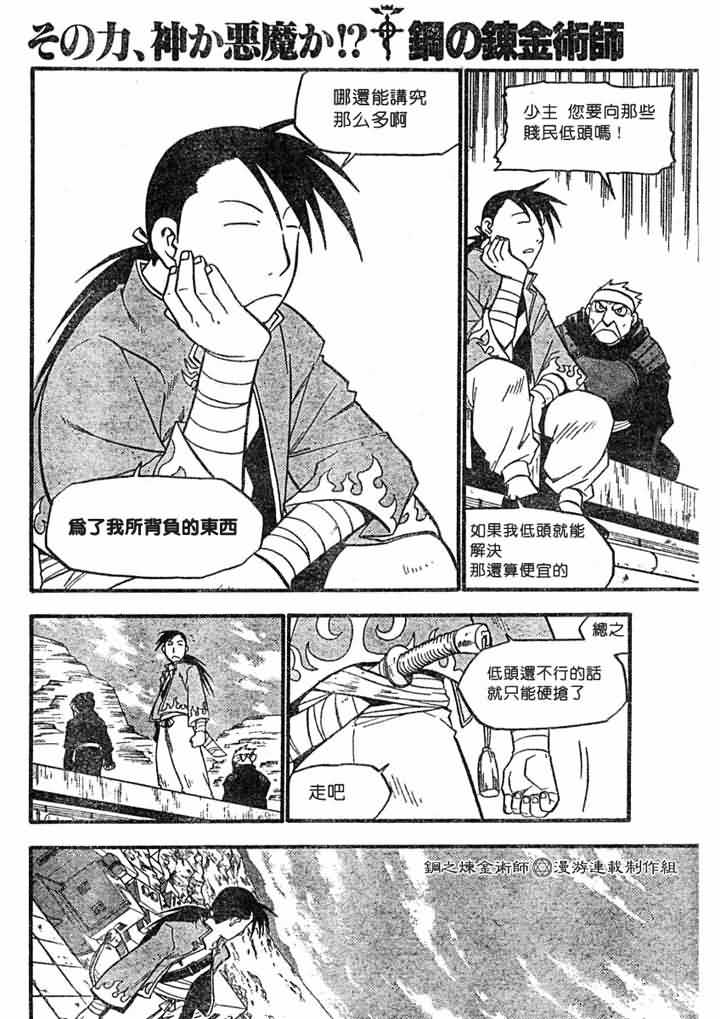 その力、神か悪魔か!? 鋼の錬金術師
少主 您要向那些
賤民低頭嗎！
如果我低頭就能
解決
那還算便宜的
哪還能講究
那么多啊
為了我所背負的東西
總之
低頭還不行的話
就只能硬搶了
走吧
鋼之煉金術師 漫游連載制作組